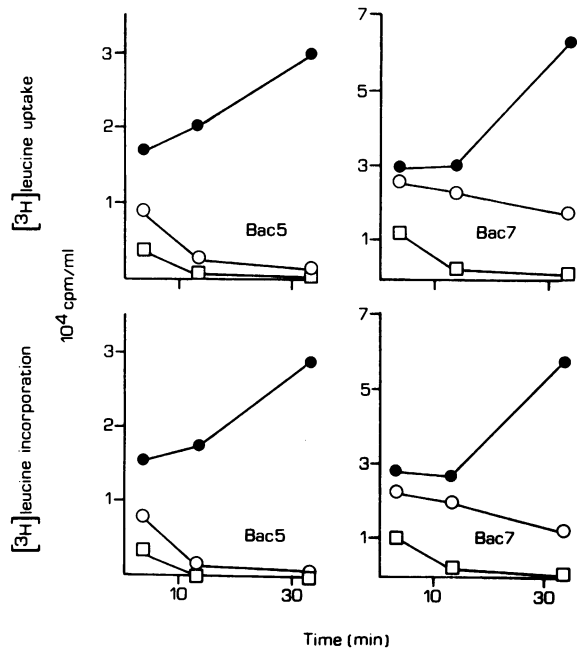 [³H]leucine uptake
3
2
1
Bac5
7
5
3
1
Bac7
10⁴ cpm/ml
[³H]leucine incorporation
3
2
1
Bac5
10
30
7
5
3
1
Bac7
10
30
Time (min)